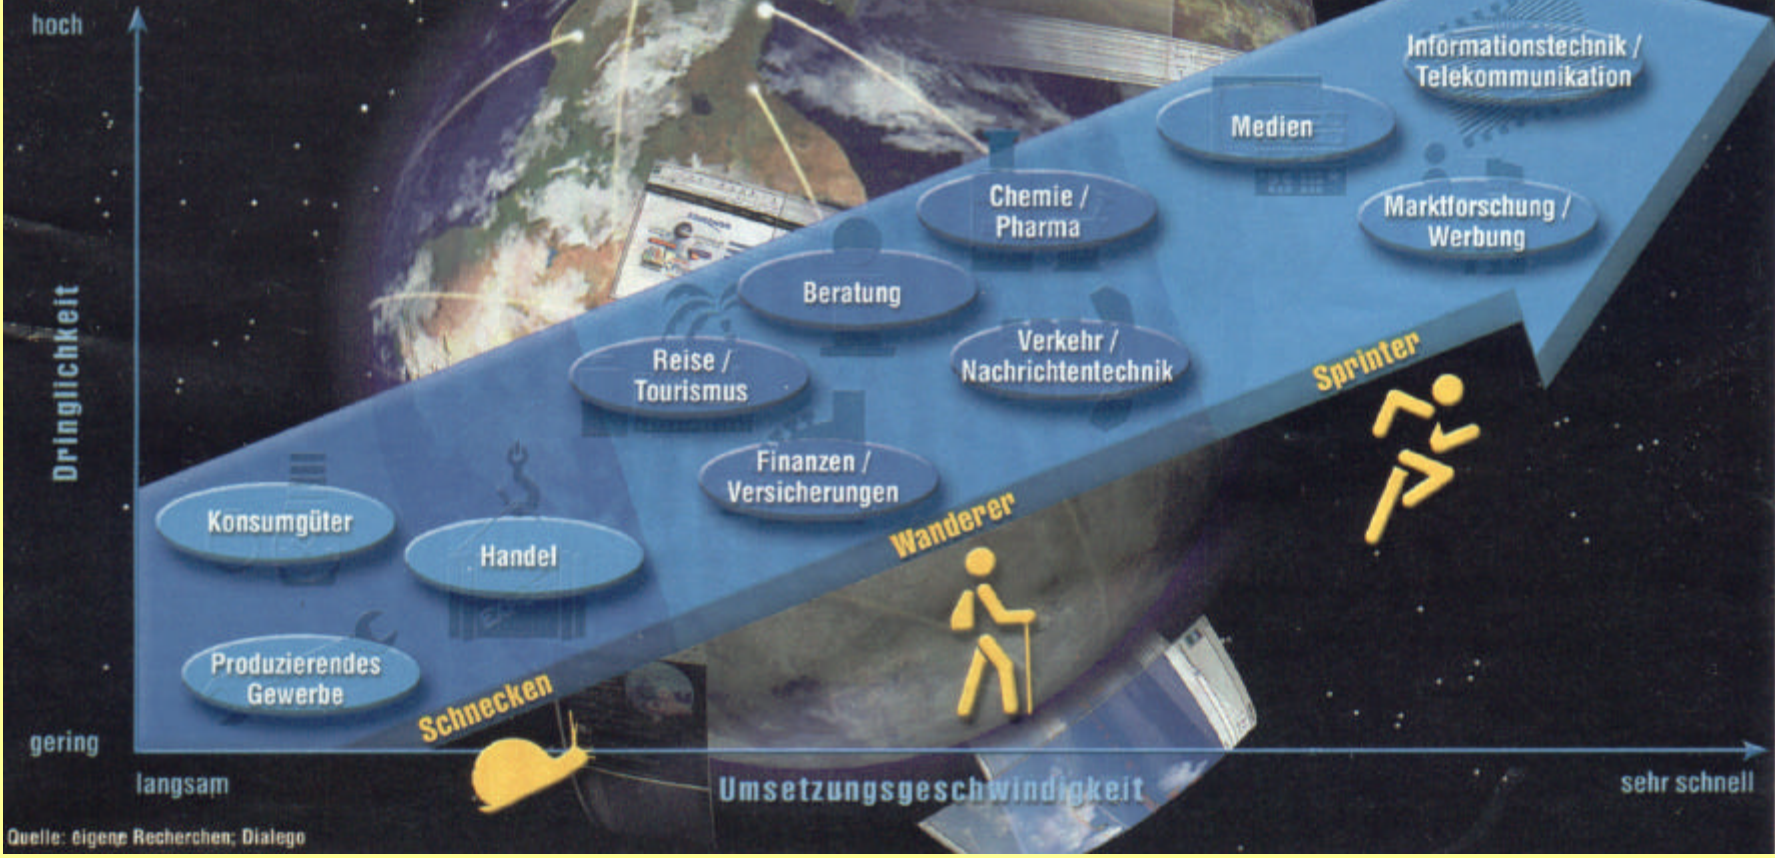 hoch
Informationstechnik /
Telekommunikation
Medien
Chemie /
Pharma
Marktforschung /
Werbung
Beratung
Verkehr /
Nachrichtentechnik
Reise /
Tourismus
Dringlichkeit
Sprinter
Finanzen /
Versicherungen
Wanderer
Konsumgüter
Handel
Produzierendes
Gewerbe
Schnecken
gering
langsam
Umsetzungsgeschwindigkeit
sehr schnell
Quelle: eigene Recherchen; Dialego